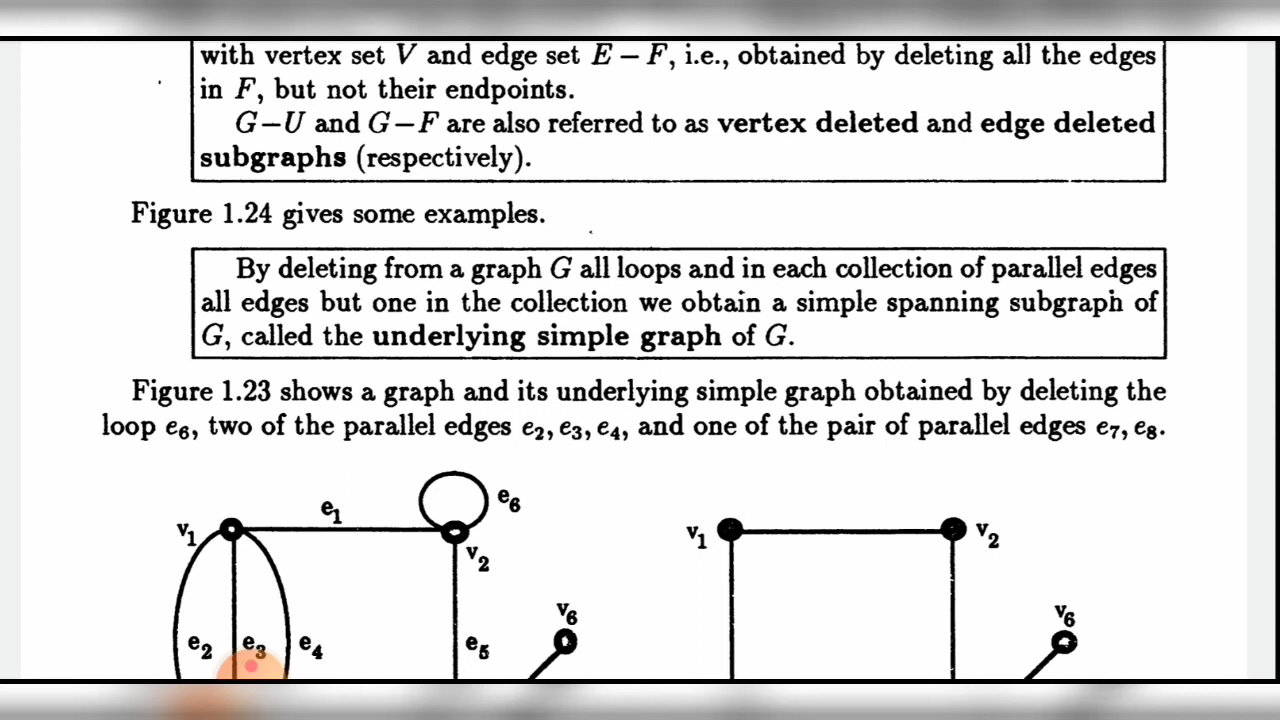 with vertex set V and edge set E − F, i.e., obtained by deleting all the edges
in F, but not their endpoints.
G−U and G−F are also referred to as vertex deleted and edge deleted
subgraphs (respectively).
Figure 1.24 gives some examples.
By deleting from a graph G all loops and in each collection of parallel edges
all edges but one in the collection we obtain a simple spanning subgraph of
G, called the underlying simple graph of G.
Figure 1.23 shows a graph and its underlying simple graph obtained by deleting the
loop e₆, two of the parallel edges e₂, e₃, e₄, and one of the pair of parallel edges e₇, e₈.
v₁ e₁ e₆ v₂
e₂ e₃ e₄ e₅ v₆
v₁ v₂
v₆